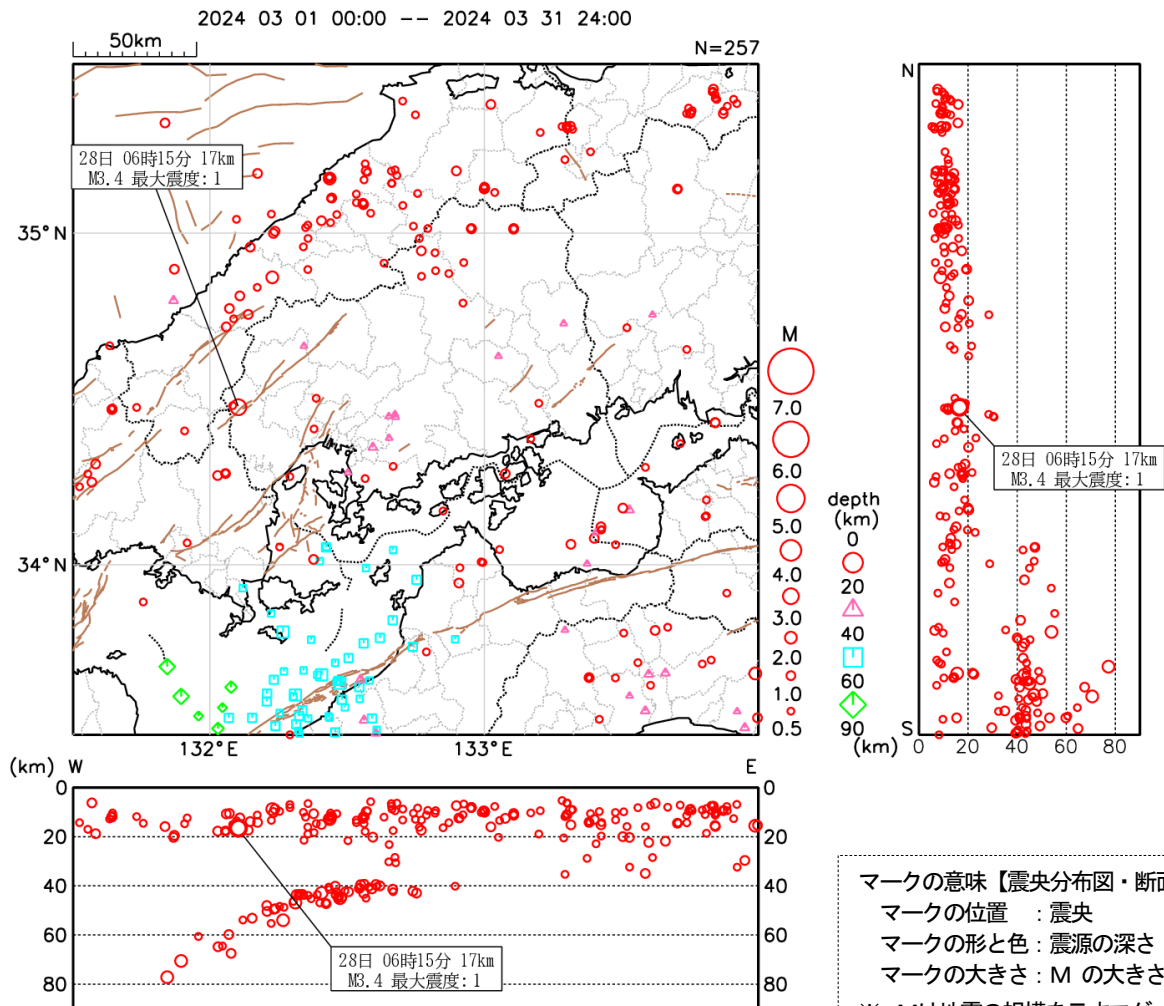 2024 03 01 00:00 -- 2024 03 31 24:00
50km
N=257
28日 06時15分 17km
M3.4 最大震度:1
35°N
34°N
132°E
133°E
M
7.0
6.0
5.0
4.0
3.0
2.0
1.0
0.5
depth
(km)
0
20
40
60
90
(km)
N
28日 06時15分 17km
M3.4 最大震度:1
S
0 20 40 60 80
(km) W
E
0
20
40
60
80
28日 06時15分 17km
M3.4 最大震度:1
マークの意味【震央分布図・断面
マークの位置 :震央
マークの形と色:震源の深さ
マークの大きさ:M の大きさ